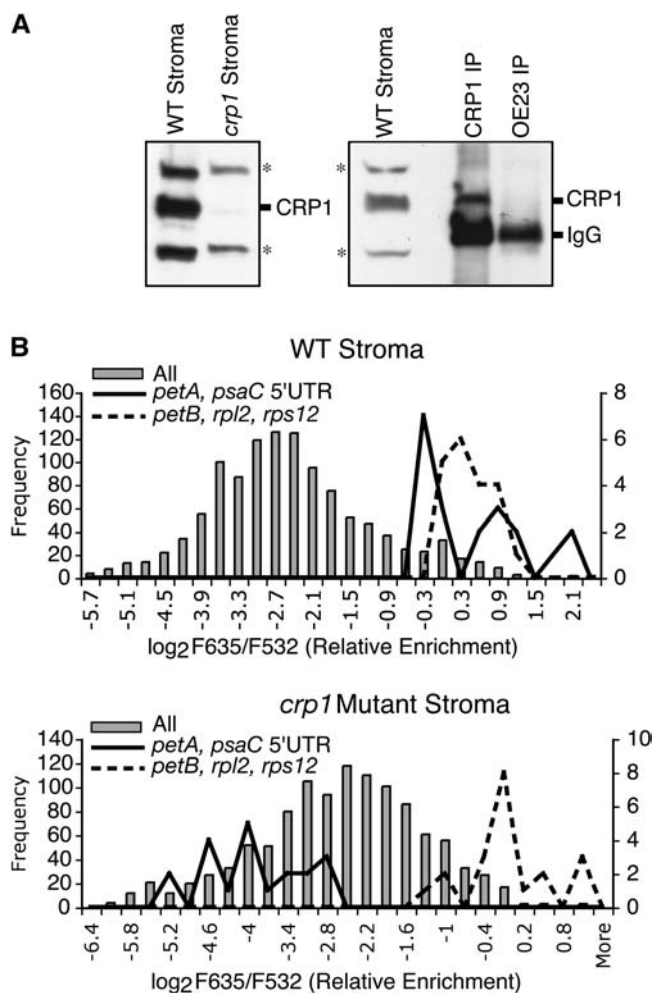 A
WT Stroma
crp1 Stroma
WT Stroma
CRP1 IP
OE23 IP
*
CRP1
*
*
*
CRP1
IgG
B
WT Stroma
All
petA, psaC 5'UTR
petB, rpl2, rps12
Frequency
160
140
120
100
80
60
40
20
0
8
6
4
2
0
-5.7 -5.1 -4.5 -3.9 -3.3 -2.7 -2.1 -1.5 -0.9 -0.3 0.3 0.9 1.5 2.1
log2F635/F532 (Relative Enrichment)
crp1 Mutant Stroma
All
petA, psaC 5'UTR
petB, rpl2, rps12
Frequency
140
120
100
80
60
40
20
0
10
8
6
4
2
0
-6.4 -5.8 -5.2 -4.6 -4 -3.4 -2.8 -2.2 -1.6 -1 -0.4 0.2 0.8 More
log2F635/F532 (Relative Enrichment)